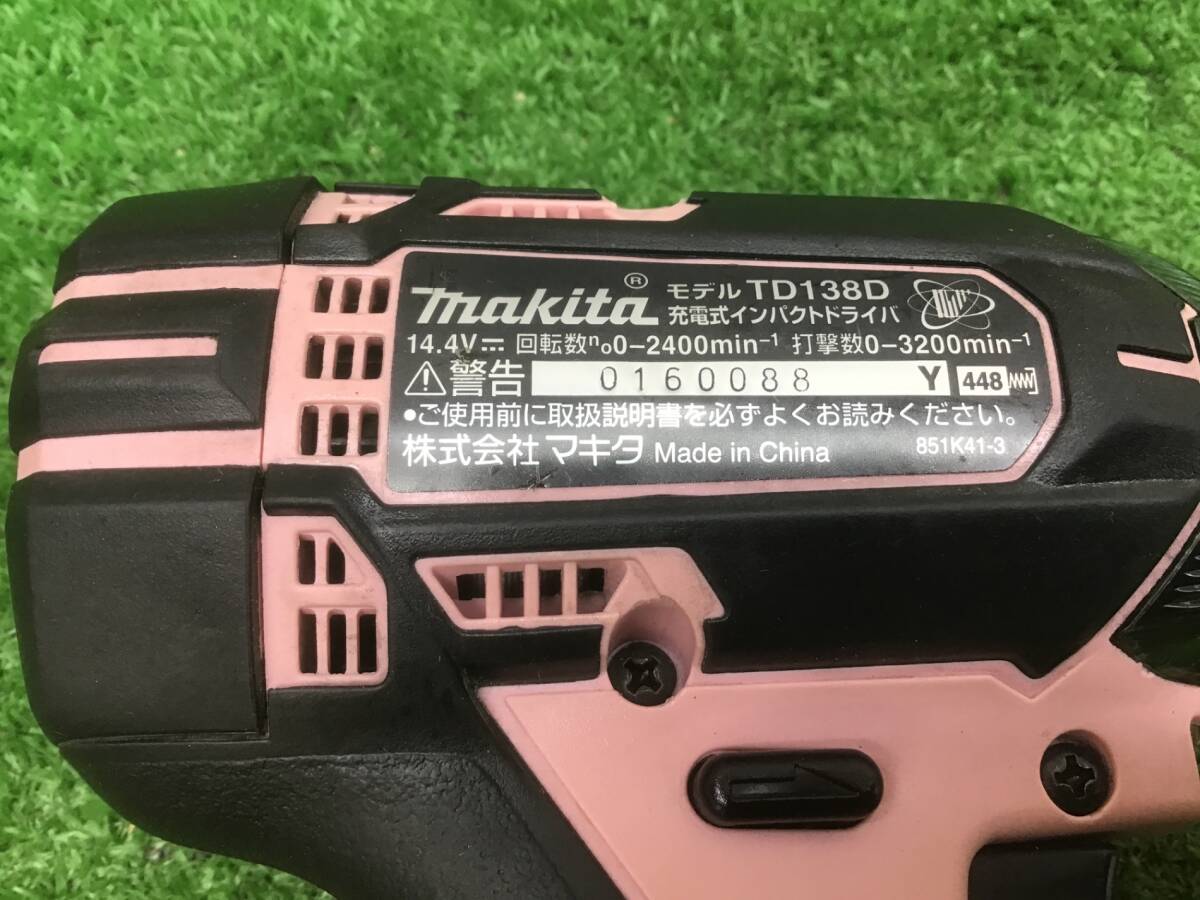 makita® モデル TD138D
充電式インパクトドライバ
14.4V⎓ 回転数n₀0-2400min⁻¹ 打撃数0-3200min⁻¹
⚠警告 0160088 Y 448
●ご使用前に取扱説明書を必ずよくお読みください。
株式会社 マキタ Made in China 851K41-3